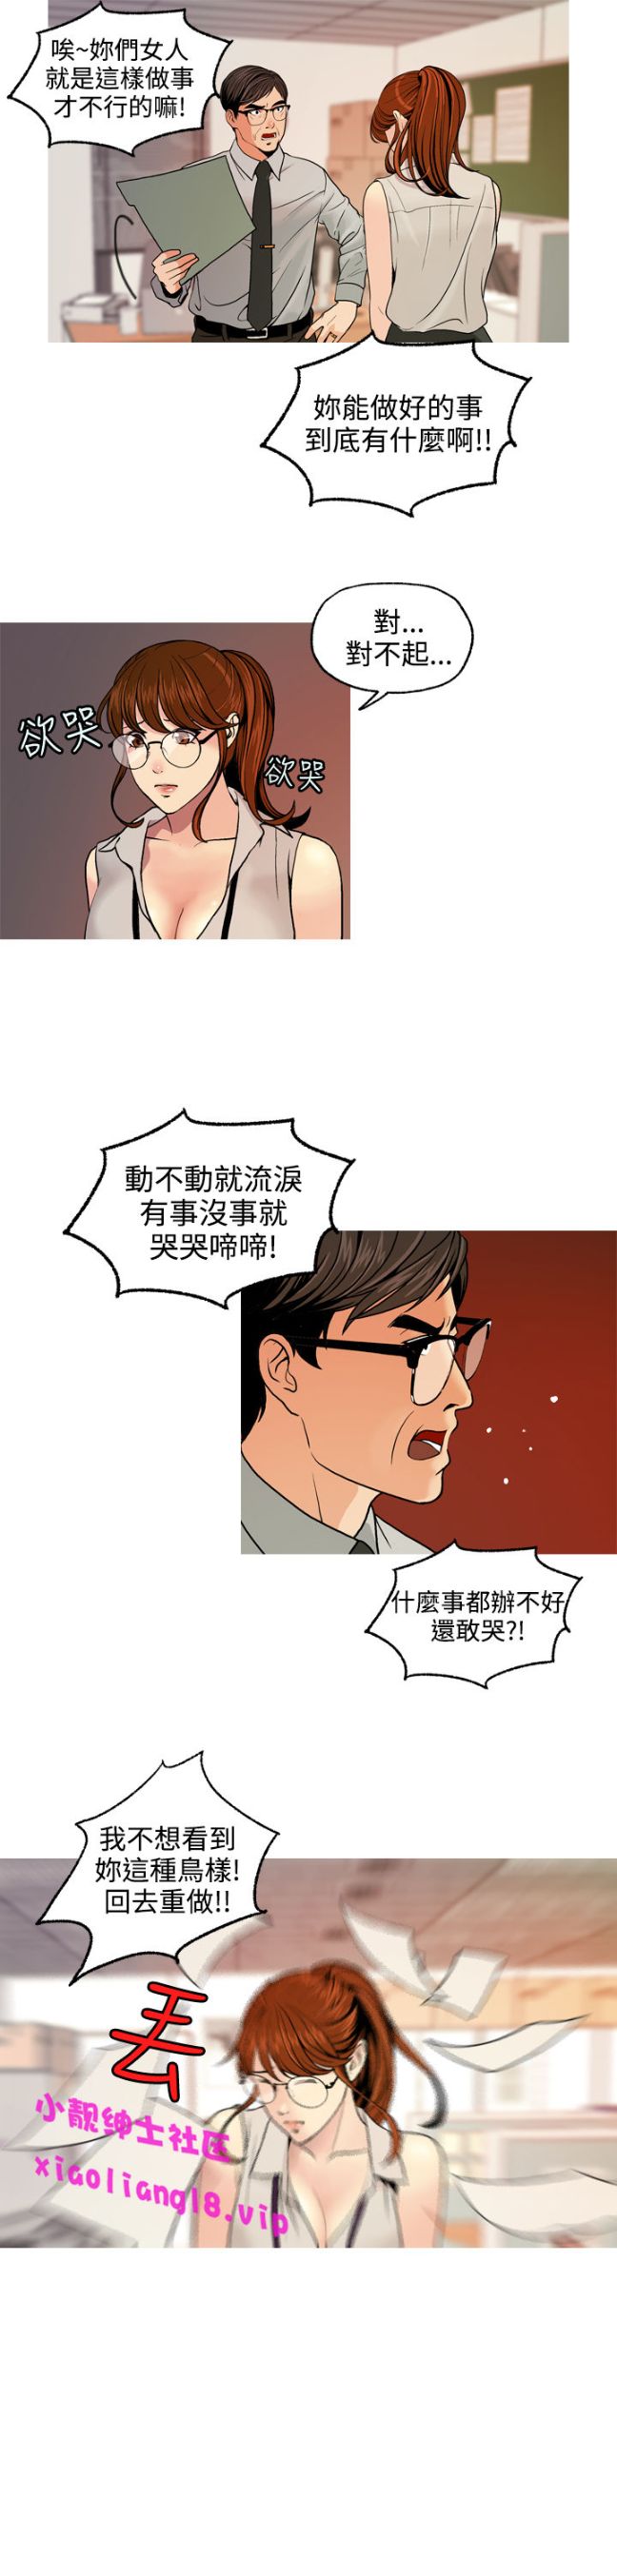 唉~妳們女人
就是這樣做事
才不行的嘛!
妳能做好的事
到底有什麼啊!!
對...
對不起...
欲哭
欲哭
動不動就流淚
有事沒事就
哭哭啼啼!
什麼事都辦不好
還敢哭?!
我不想看到
妳這種鳥樣!
回去重做!!
丟
小靓绅士社区
xiaoliang18.vip